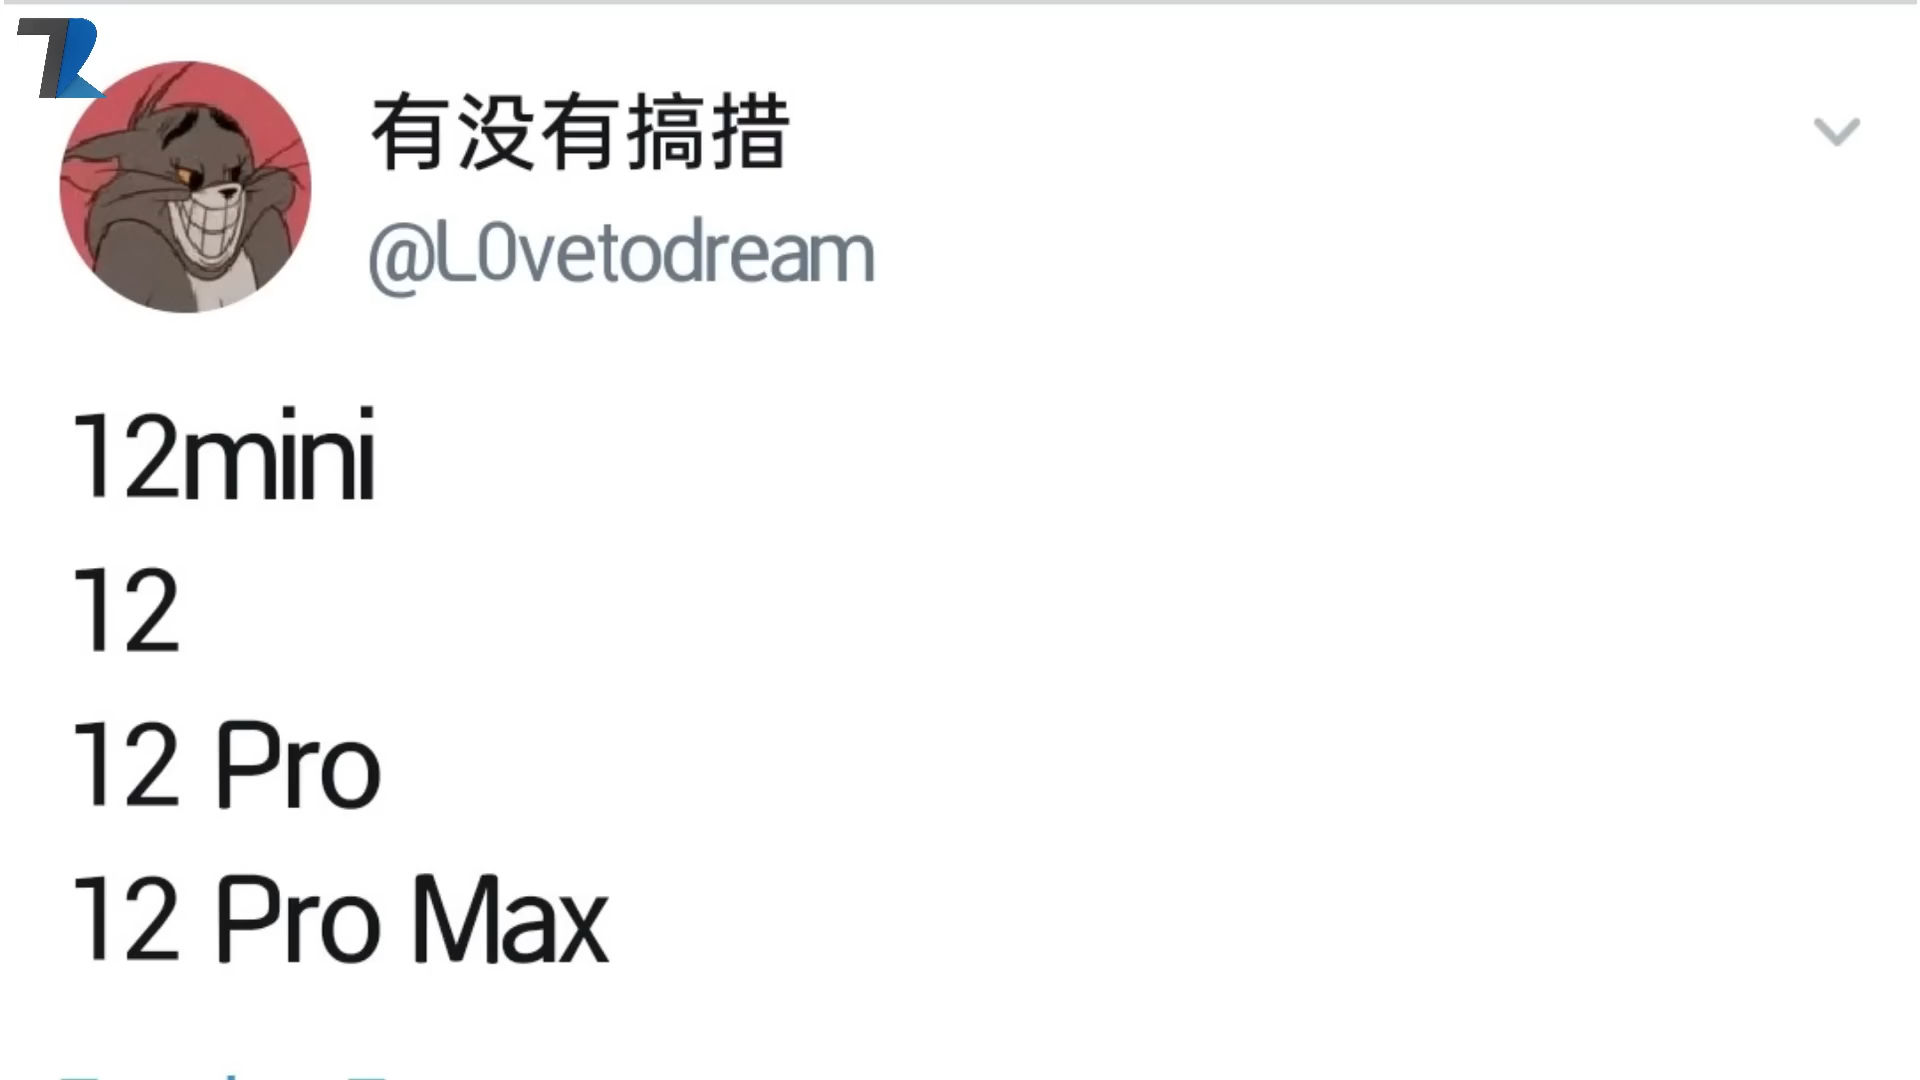 有没有搞措
@L0vetodream
12mini
12
12 Pro
12 Pro Max